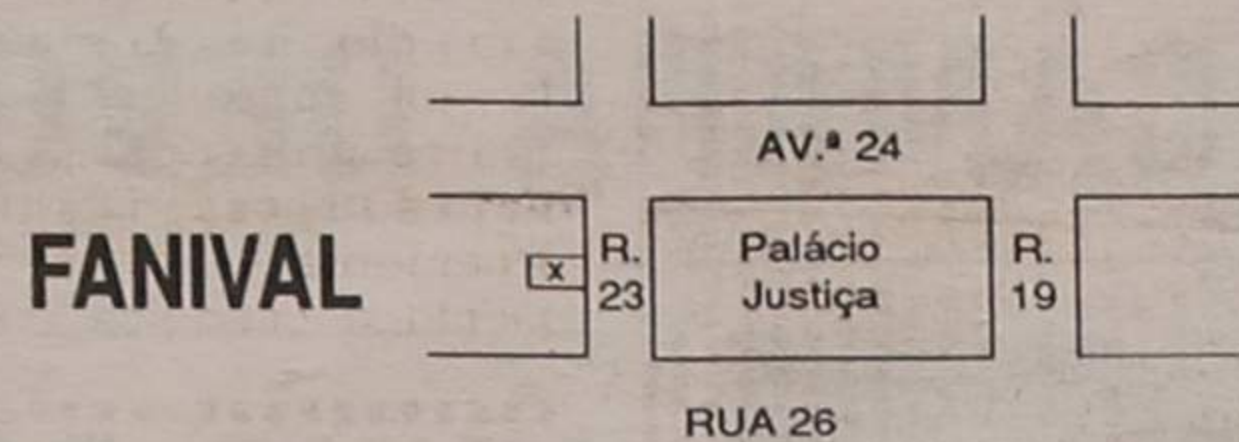 AV.ª 24
FANIVAL
x
R.
23
Palácio
Justiça
R.
19
RUA 26